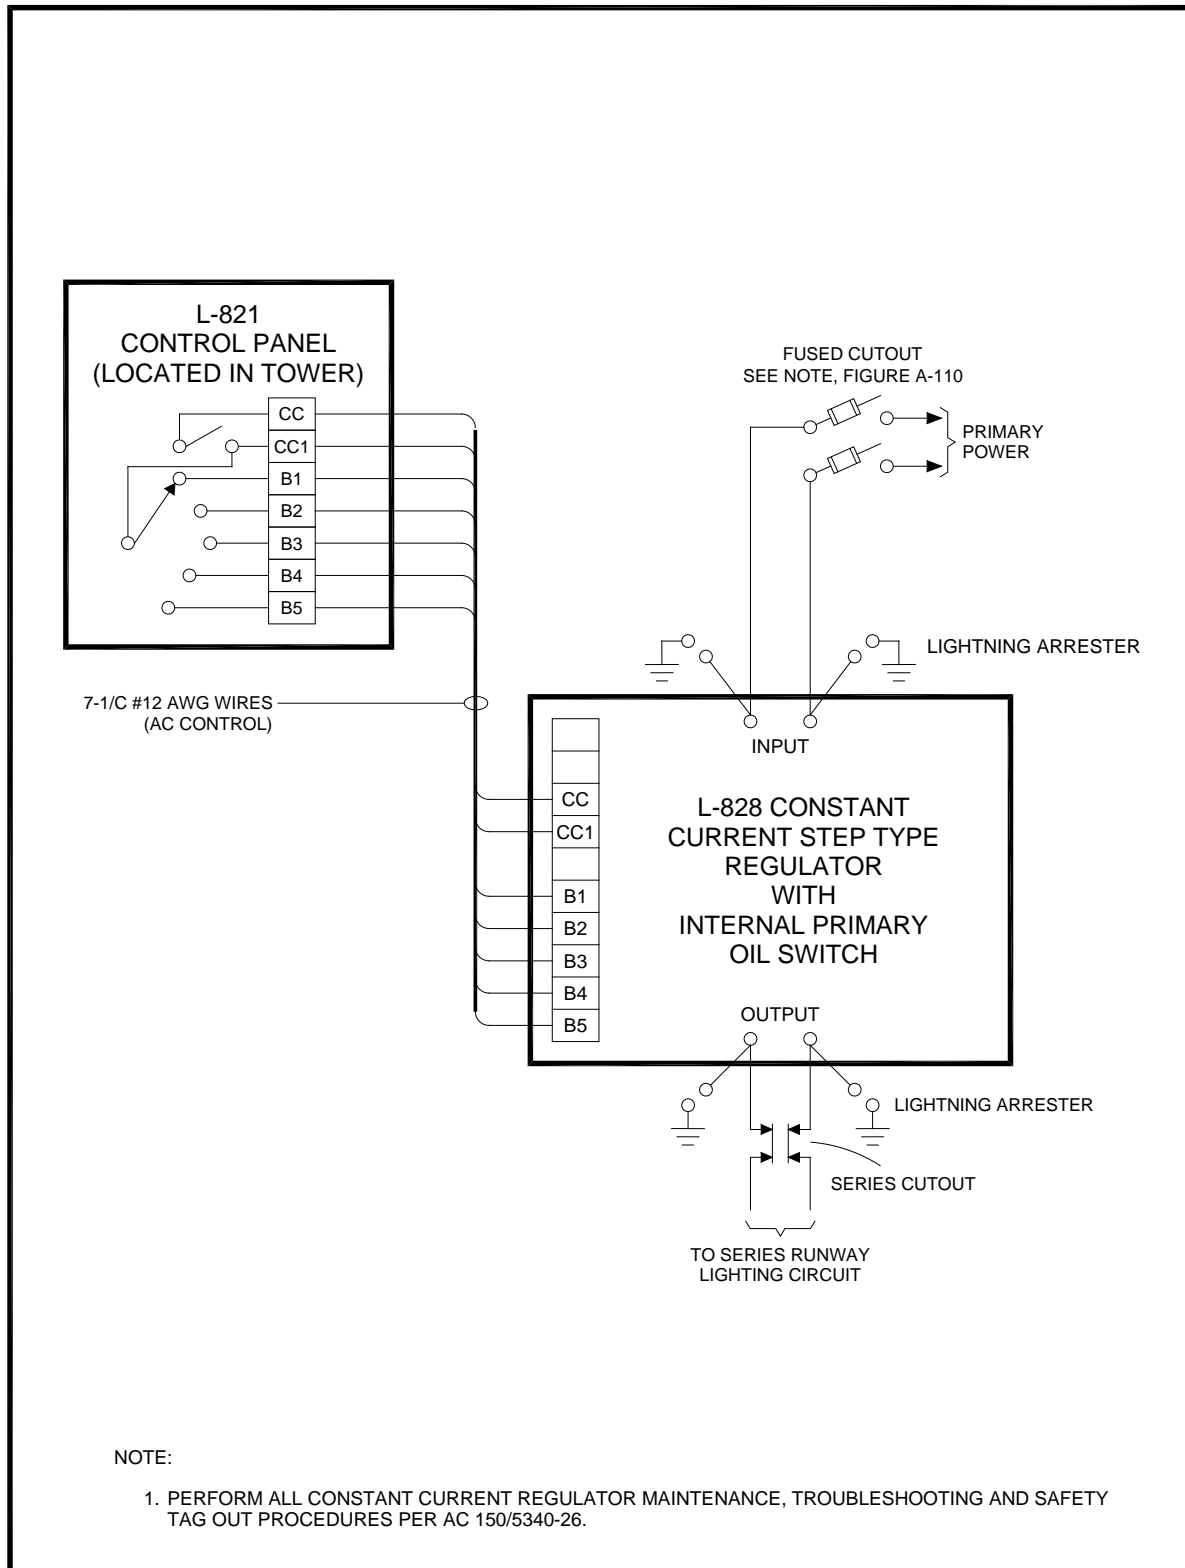 L-821
CONTROL PANEL
(LOCATED IN TOWER)
CC
CC1
B1
B2
B3
B4
B5
FUSED CUTOUT
SEE NOTE, FIGURE A-110
PRIMARY
POWER
LIGHTNING ARRESTER
7-1/C #12 AWG WIRES
(AC CONTROL)
INPUT
CC
CC1
B1
B2
B3
B4
B5
L-828 CONSTANT
CURRENT STEP TYPE
REGULATOR
WITH
INTERNAL PRIMARY
OIL SWITCH
OUTPUT
LIGHTNING ARRESTER
SERIES CUTOUT
TO SERIES RUNWAY
LIGHTING CIRCUIT
NOTE:
1. PERFORM ALL CONSTANT CURRENT REGULATOR MAINTENANCE, TROUBLESHOOTING AND SAFETY
TAG OUT PROCEDURES PER AC 150/5340-26.